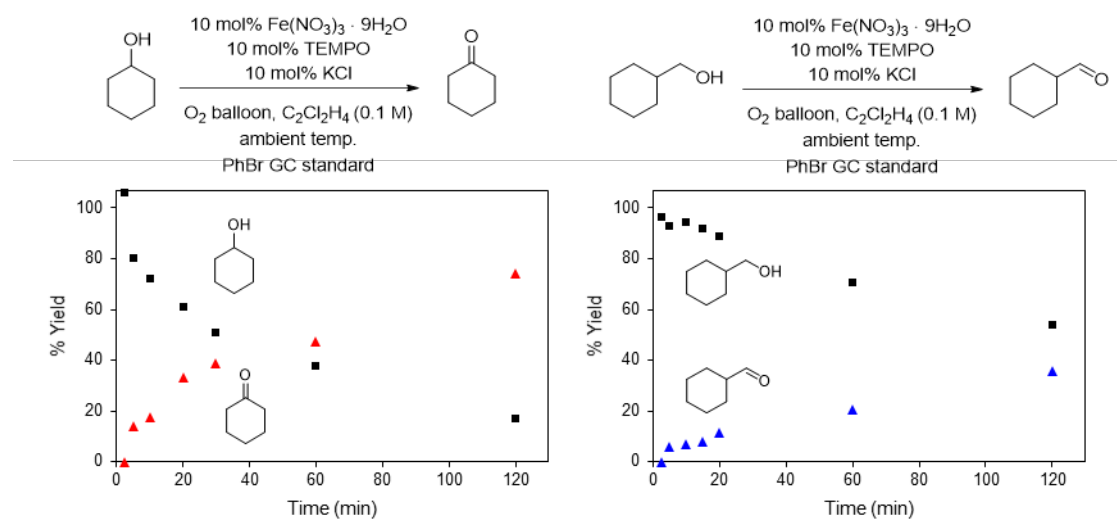 OH
10 mol% Fe(NO₃)₃ · 9H₂O
10 mol% TEMPO
10 mol% KCl
O₂ balloon, C₂Cl₂H₄ (0.1 M)
ambient temp.
PhBr GC standard
O
OH
10 mol% Fe(NO₃)₃ · 9H₂O
10 mol% TEMPO
10 mol% KCl
O₂ balloon, C₂Cl₂H₄ (0.1 M)
ambient temp.
PhBr GC standard
O
% Yield
100
80
60
40
20
0
OH
O
0 20 40 60 80 100 120
Time (min)
% Yield
100
80
60
40
20
0
OH
O
0 20 40 60 80 100 120
Time (min)